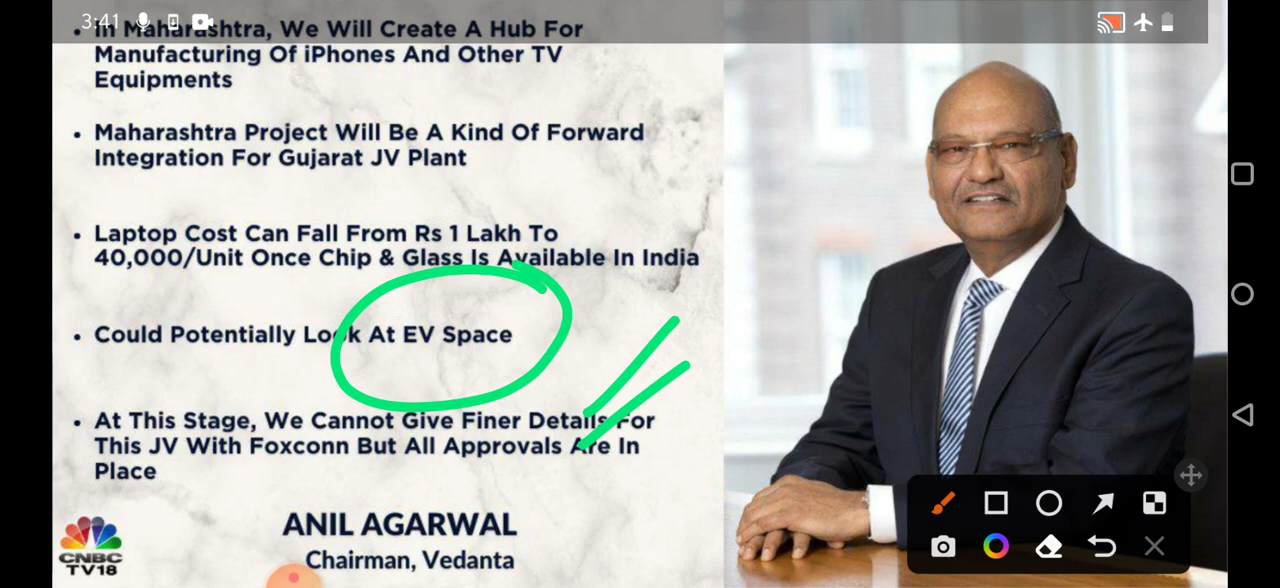 3:41
• In Maharashtra, We Will Create A Hub For
Manufacturing Of iPhones And Other TV
Equipments
• Maharashtra Project Will Be A Kind Of Forward
Integration For Gujarat JV Plant
• Laptop Cost Can Fall From Rs 1 Lakh To
40,000/Unit Once Chip & Glass Is Available In India
• Could Potentially Look At EV Space
• At This Stage, We Cannot Give Finer Details For
This JV With Foxconn But All Approvals Are In
Place
ANIL AGARWAL
Chairman, Vedanta
CNBC
TV18